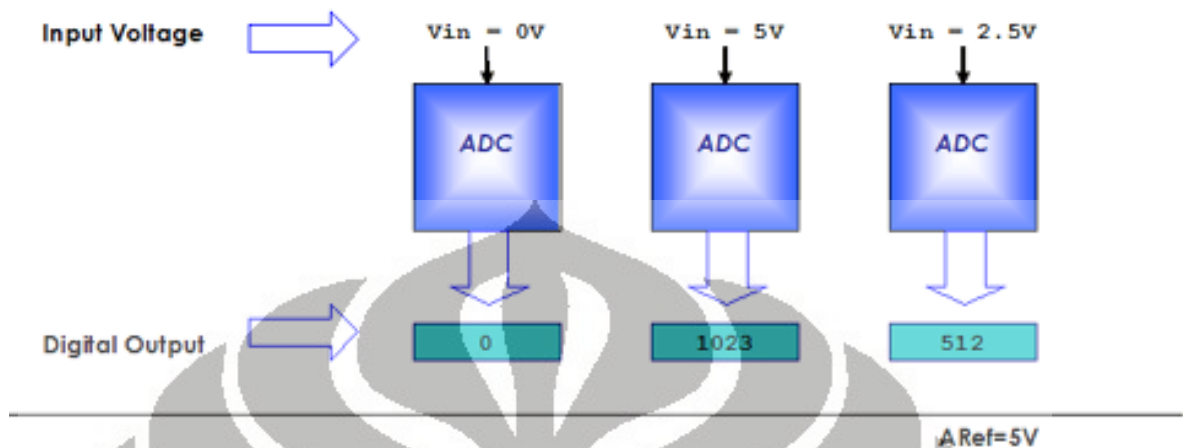 Input Voltage
Vin = 0V
Vin = 5V
Vin = 2.5V
ADC
ADC
ADC
Digital Output
0
1023
512
ARef=5V